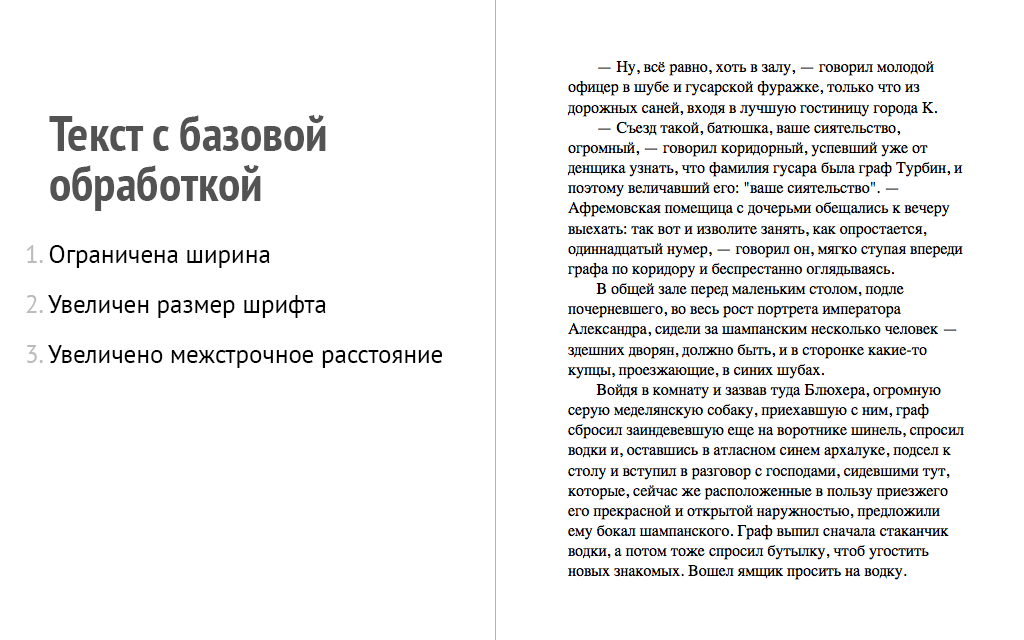 Текст с базовой
обработкой
1. Ограничена ширина
2. Увеличен размер шрифта
3. Увеличено межстрочное расстояние
— Ну, всё равно, хоть в залу, — говорил молодой
офицер в шубе и гусарской фуражке, только что из
дорожных саней, входя в лучшую гостиницу города К.
— Съезд такой, батюшка, ваше сиятельство,
огромный, — говорил коридорный, успевший уже от
денщика узнать, что фамилия гусара была граф Турбин, и
поэтому величавший его: "ваше сиятельство". —
Афремовская помещица с дочерьми обещались к вечеру
выехать: так вот и изволите занять, как опростается,
одиннадцатый нумер, — говорил он, мягко ступая впереди
графа по коридору и беспрестанно оглядываясь.
В общей зале перед маленьким столом, подле
почерневшего, во весь рост портрета императора
Александра, сидели за шампанским несколько человек —
здешних дворян, должно быть, и в сторонке какие-то
купцы, проезжающие, в синих шубах.
Войдя в комнату и зазвав туда Блюхера, огромную
серую меделянскую собаку, приехавшую с ним, граф
сбросил заиндевевшую еще на воротнике шинель, спросил
водки и, оставшись в атласном синем архалуке, подсел к
столу и вступил в разговор с господами, сидевшими тут,
которые, сейчас же расположенные в пользу приезжего
его прекрасной и открытой наружностью, предложили
ему бокал шампанского. Граф выпил сначала стаканчик
водки, а потом тоже спросил бутылку, чтоб угостить
новых знакомых. Вошел ямщик просить на водку.